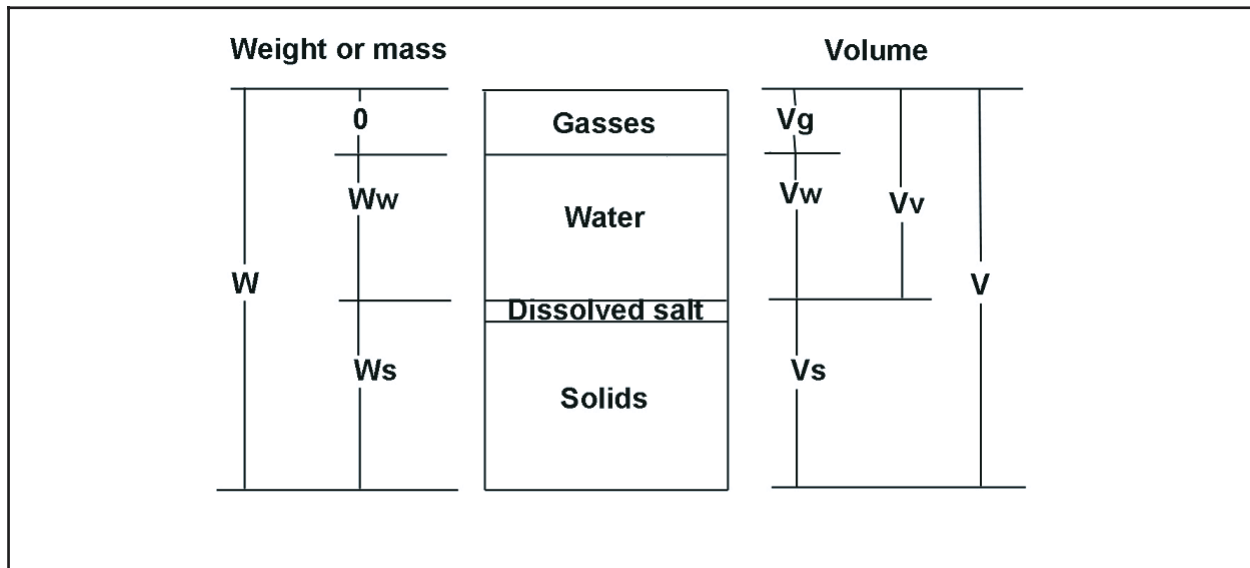 Weight or mass
Volume
0
Gasses
Vg
Ww
Water
Vw
Vv
W
V
Dissolved salt
Ws
Solids
Vs